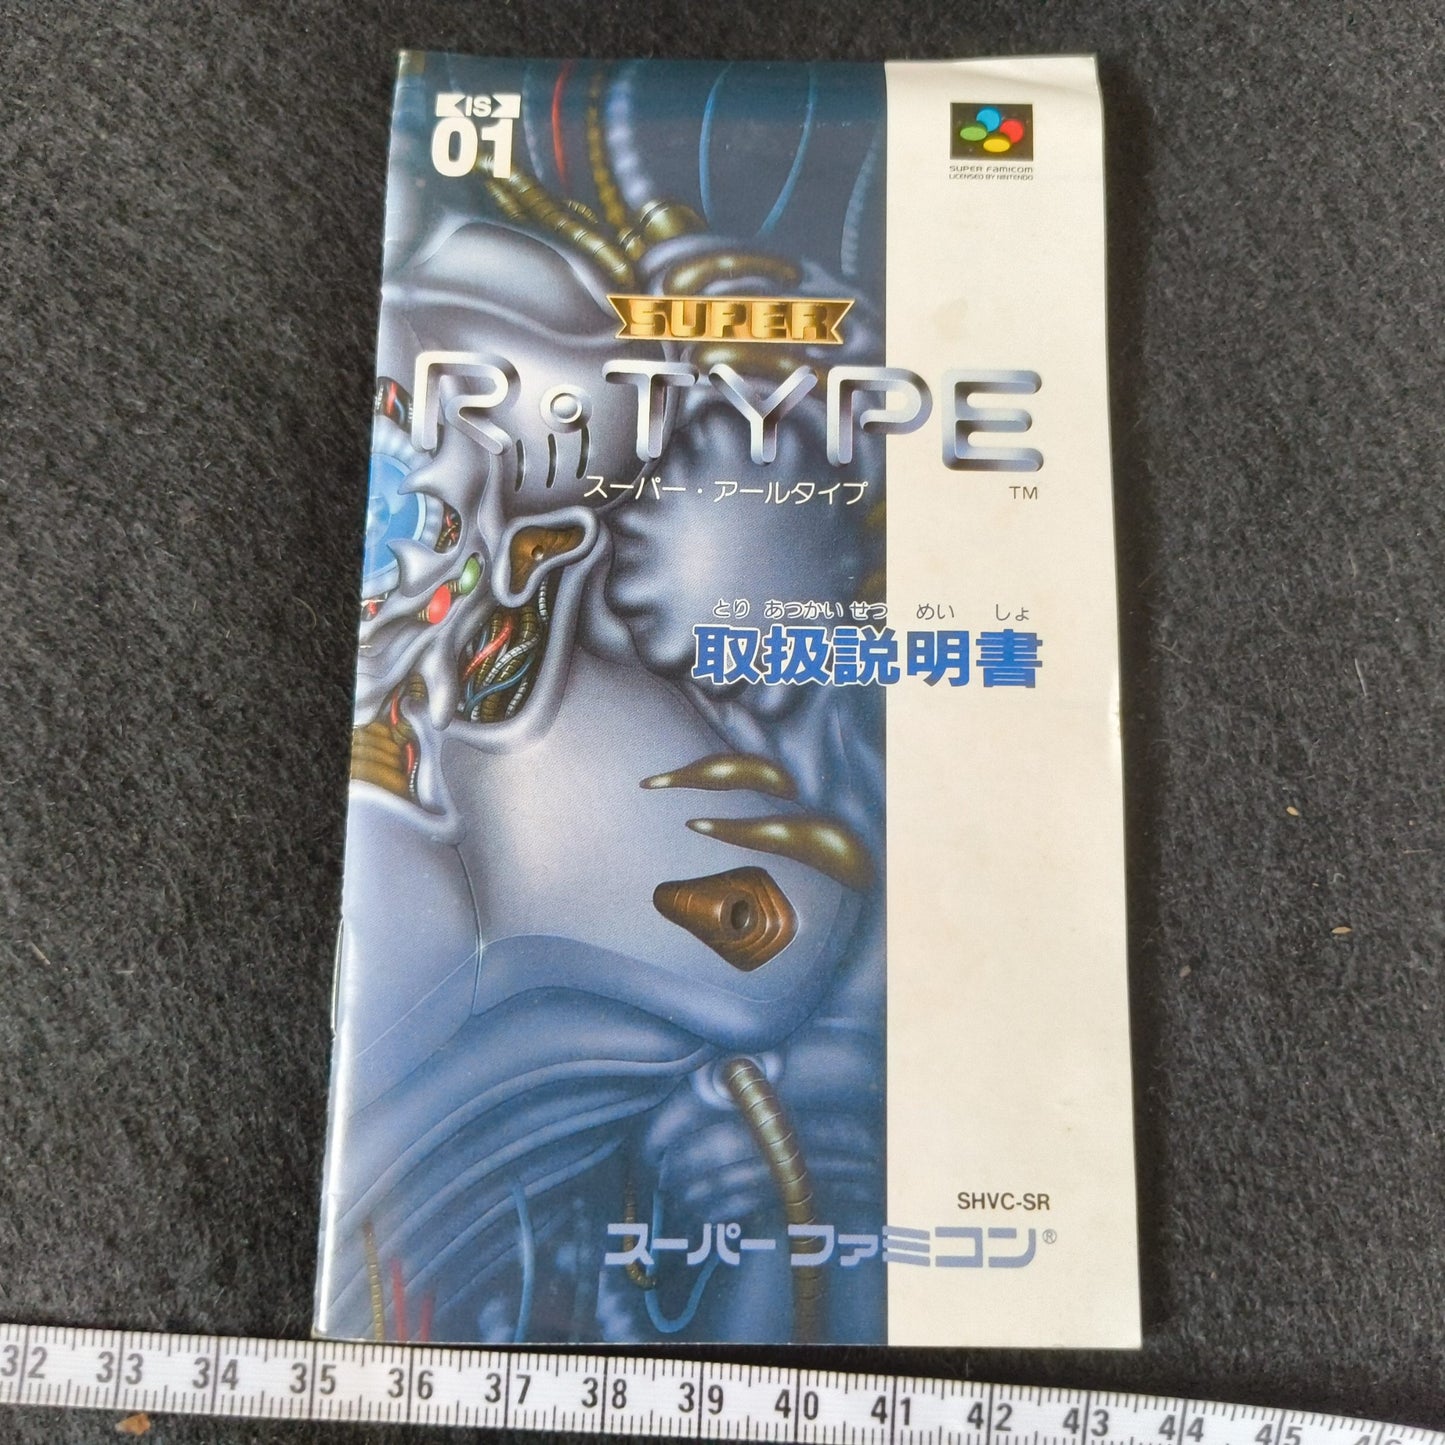 IS
01
SUPER FAMICOM
LICENSED BY NINTENDO
SUPER
R・TYPE
スーパー・アールタイプ
TM
とり あつかい せつ めい しょ
取扱説明書
SHVC-SR
スーパーファミコン®
32 33 34 35 36 37 38 39 40 41 42 43 44 45 46